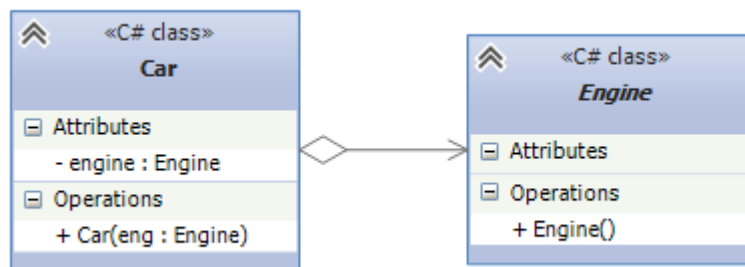 «C# class»
Car
Attributes
- engine : Engine
Operations
+ Car(eng : Engine)
«C# class»
Engine
Attributes
Operations
+ Engine()